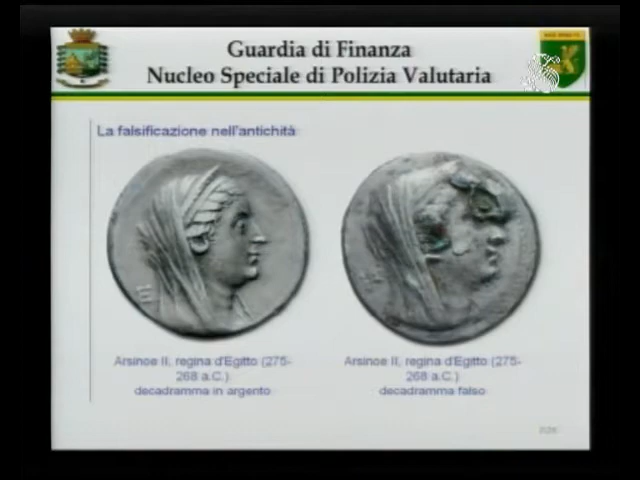 Guardia di Finanza
Nucleo Speciale di Polizia Valutaria
La falsificazione nell'antichità
Arsinoe II, regina d'Egitto (275-
268 a.C.)
decadramma in argento
Arsinoe II, regina d'Egitto (275-
268 a.C.)
decadramma falso